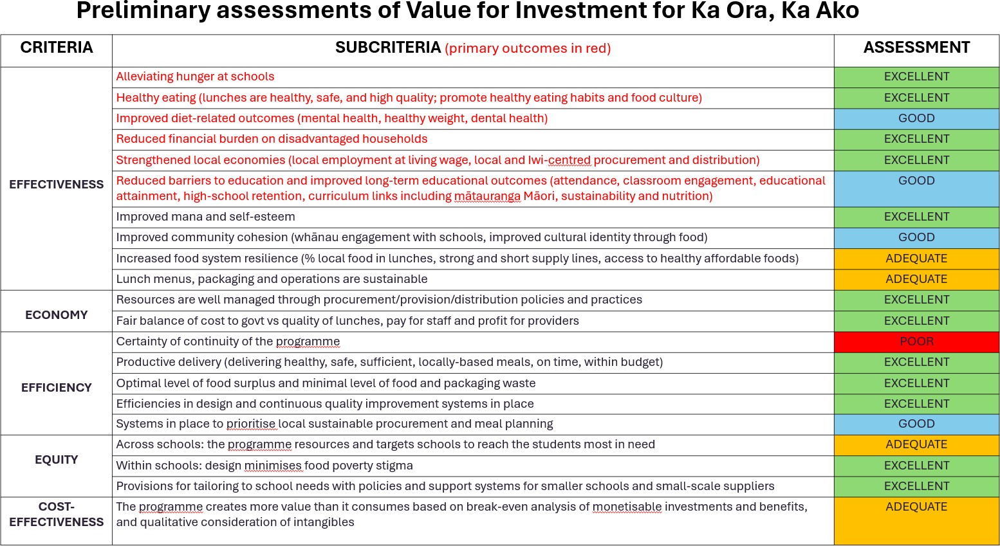 Preliminary assessments of Value for Investment for Ka Ora, Ka Ako
CRITERIA
SUBCRITERIA (primary outcomes in red)
ASSESSMENT
EFFECTIVENESS
Alleviating hunger at schools
EXCELLENT
Healthy eating (lunches are healthy, safe, and high quality; promote healthy eating habits and food culture)
EXCELLENT
Improved diet-related outcomes (mental health, healthy weight, dental health)
GOOD
Reduced financial burden on disadvantaged households
EXCELLENT
Strengthened local economies (local employment at living wage, local and Iwi-centred procurement and distribution)
EXCELLENT
Reduced barriers to education and improved long-term educational outcomes (attendance, classroom engagement, educational
attainment, high-school retention, curriculum links including mātauranga Māori, sustainability and nutrition)
GOOD
Improved mana and self-esteem
EXCELLENT
Improved community cohesion (whānau engagement with schools, improved cultural identity through food)
GOOD
Increased food system resilience (% local food in lunches, strong and short supply lines, access to healthy affordable foods)
ADEQUATE
Lunch menus, packaging and operations are sustainable
ADEQUATE
ECONOMY
Resources are well managed through procurement/provision/distribution policies and practices
EXCELLENT
Fair balance of cost to govt vs quality of lunches, pay for staff and profit for providers
EXCELLENT
EFFICIENCY
Certainty of continuity of the programme
POOR
Productive delivery (delivering healthy, safe, sufficient, locally-based meals, on time, within budget)
EXCELLENT
Optimal level of food surplus and minimal level of food and packaging waste
EXCELLENT
Efficiencies in design and continuous quality improvement systems in place
EXCELLENT
Systems in place to prioritise local sustainable procurement and meal planning
GOOD
EQUITY
Across schools: the programme resources and targets schools to reach the students most in need
ADEQUATE
Within schools: design minimises food poverty stigma
EXCELLENT
Provisions for tailoring to school needs with policies and support systems for smaller schools and small-scale suppliers
EXCELLENT
COST-
EFFECTIVENESS
The programme creates more value than it consumes based on break-even analysis of monetisable investments and benefits,
and qualitative consideration of intangibles
ADEQUATE